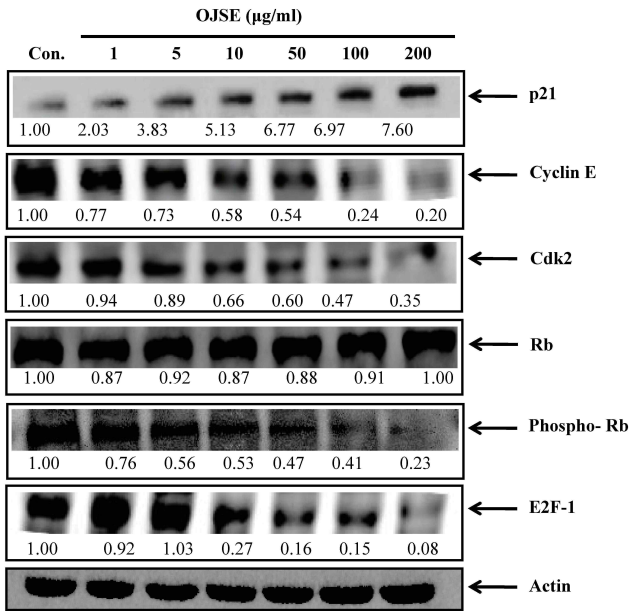 OJSE (µg/ml)
Con. 1 5 10 50 100 200
p21
1.00 2.03 3.83 5.13 6.77 6.97 7.60
Cyclin E
1.00 0.77 0.73 0.58 0.54 0.24 0.20
Cdk2
1.00 0.94 0.89 0.66 0.60 0.47 0.35
Rb
1.00 0.87 0.92 0.87 0.88 0.91 1.00
Phospho- Rb
1.00 0.76 0.56 0.53 0.47 0.41 0.23
E2F-1
1.00 0.92 1.03 0.27 0.16 0.15 0.08
Actin